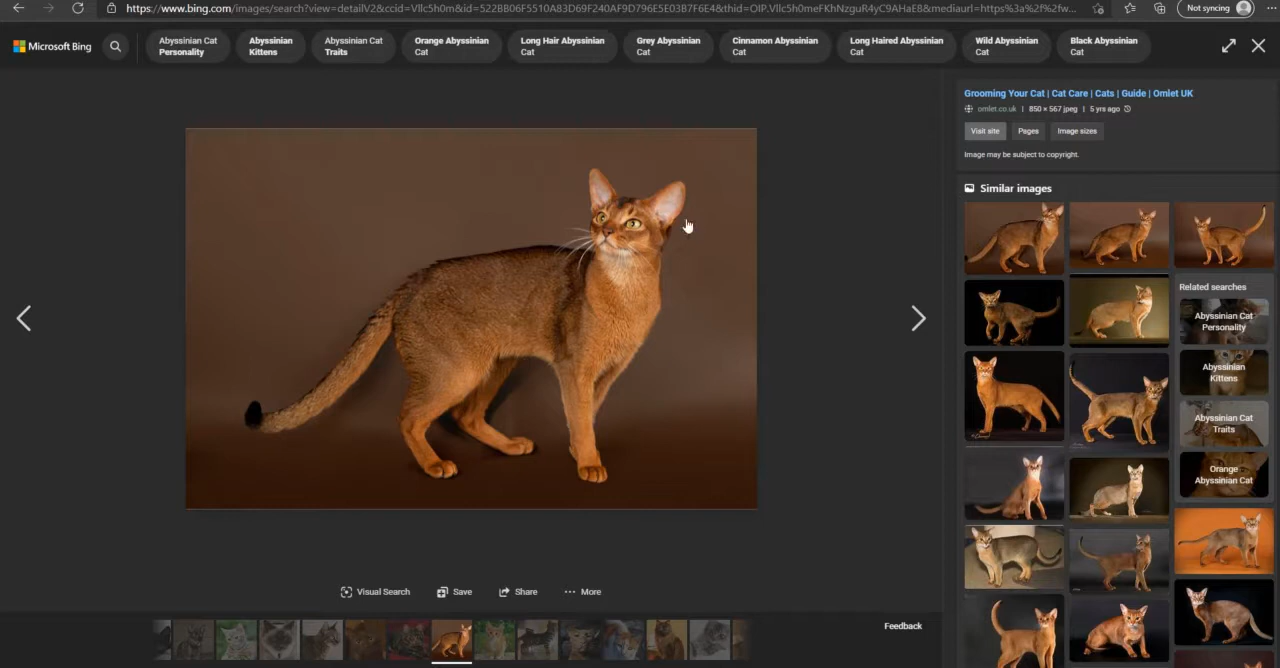 https://www.bing.com/images/search?view=detailV2&ccid=Vllc5h0m&id=522BB06F5510A83D69F240AF9D796E5E03B7F6E4&thid=OIP.Vllc5h0meFKhNzguR4yC9AHaE8&mediaurl=https%3a%2f%2fw...
Not syncing
Microsoft Bing
Abyssinian Cat
Personality
Abyssinian
Kittens
Abyssinian Cat
Traits
Orange Abyssinian
Cat
Long Hair Abyssinian
Cat
Grey Abyssinian
Cat
Cinnamon Abyssinian
Cat
Long Haired Abyssinian
Cat
Wild Abyssinian
Cat
Black Abyssinian
Cat
Grooming Your Cat | Cat Care | Cats | Guide | Omlet UK
omlet.co.uk | 850 × 567 jpeg | 5 yrs ago
Visit site
Pages
Image sizes
Image may be subject to copyright.
Similar images
Related searches
Abyssinian Cat
Personality
Abyssinian
Kittens
Abyssinian Cat
Traits
Orange
Abyssinian Cat
Visual Search
Save
Share
More
Feedback